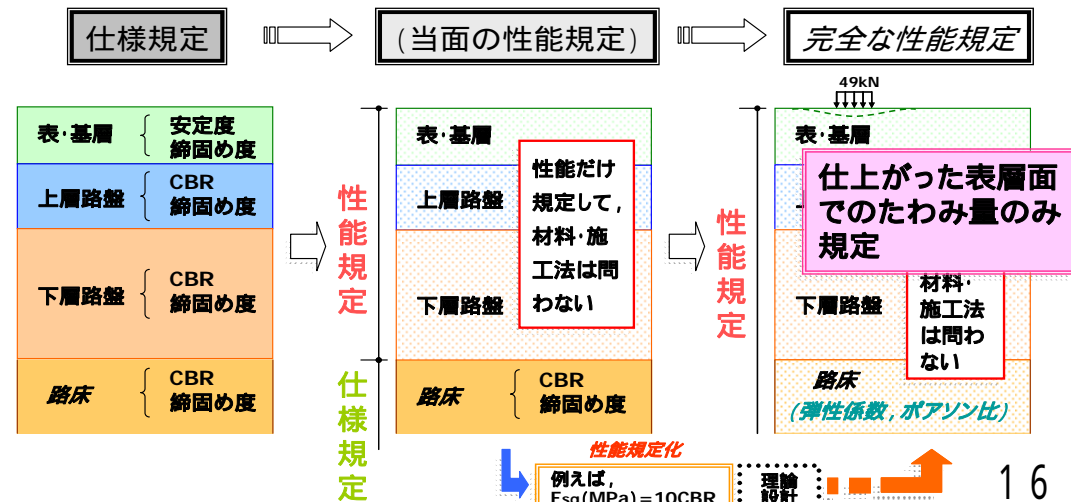 仕様規定
(当面の性能規定)
完全な性能規定
49kN
表・基層
安定度
締固め度
上層路盤
CBR
締固め度
下層路盤
CBR
締固め度
路床
CBR
締固め度
性能規定
仕様規定
表・基層
上層路盤
下層路盤
性能だけ
規定して,
材料・施
工法は問
わない
路床
CBR
締固め度
性能規定
表・基層
仕上がった表層面
でのたわみ量のみ
規定
下層路盤
材料・
施工法
は問わ
ない
路床
(弾性係数,ポアソン比)
性能規定化
例えば,
Esg(MPa)=10CBR
理論
設計
16